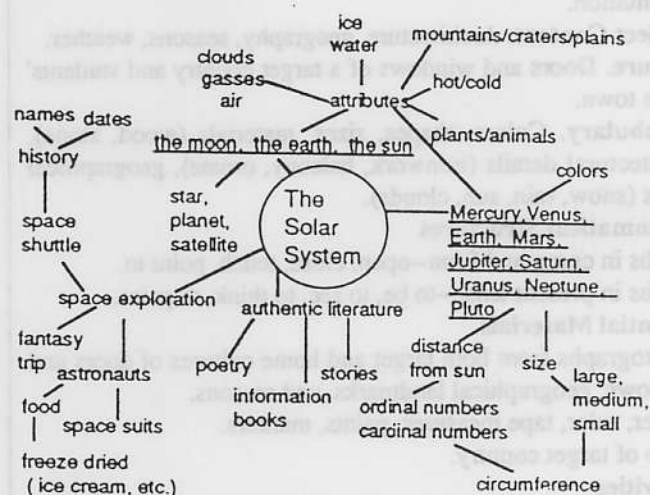 ice
water
mountains/craters/plains
clouds
gasses
air
attributes
hot/cold
plants/animals
names dates
history
the moon, the earth, the sun
colors
space
shuttle
star,
planet,
satellite
The
Solar
System
Mercury, Venus,
Earth, Mars,
Jupiter, Saturn,
Uranus, Neptune,
Pluto
space exploration
authentic literature
fantasy
trip
astronauts
poetry
stories
information
books
distance
from sun
size
large,
medium,
small
food
space suits
ordinal numbers
cardinal numbers
freeze dried
( ice cream, etc.)
circumference